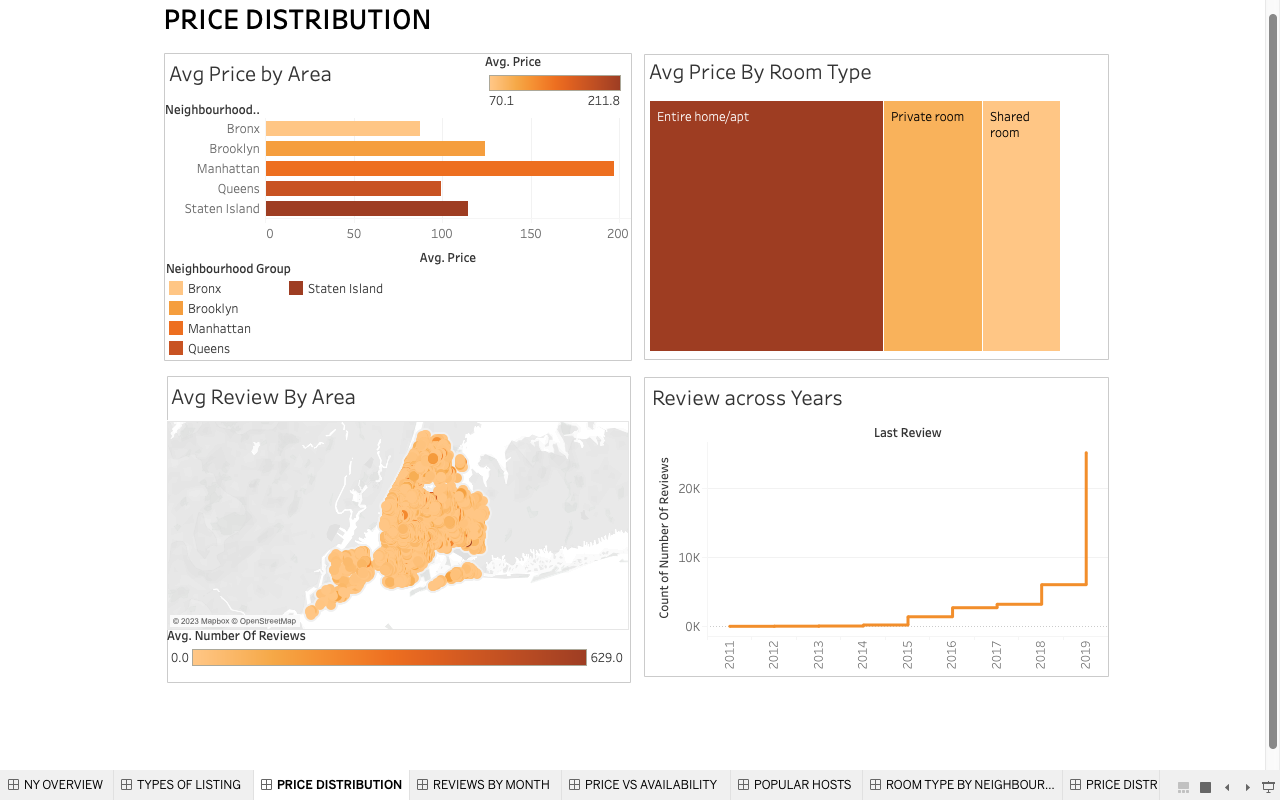 PRICE DISTRIBUTION
Avg Price by Area
Avg. Price
70.1 211.8
Neighbourhood..
Bronx
Brooklyn
Manhattan
Queens
Staten Island
0 50 100 150 200
Avg. Price
Neighbourhood Group
Bronx Staten Island
Brooklyn
Manhattan
Queens
Avg Price By Room Type
Entire home/apt Private room Shared
room
Avg Review By Area
© 2023 Mapbox © OpenStreetMap
Avg. Number Of Reviews
0.0 629.0
Review across Years
Last Review
Count of Number Of Reviews
20K
10K
0K
2011 2012 2013 2014 2015 2016 2017 2018 2019
NY OVERVIEW TYPES OF LISTING PRICE DISTRIBUTION REVIEWS BY MONTH PRICE VS AVAILABILITY POPULAR HOSTS ROOM TYPE BY NEIGHBOUR... PRICE DISTR